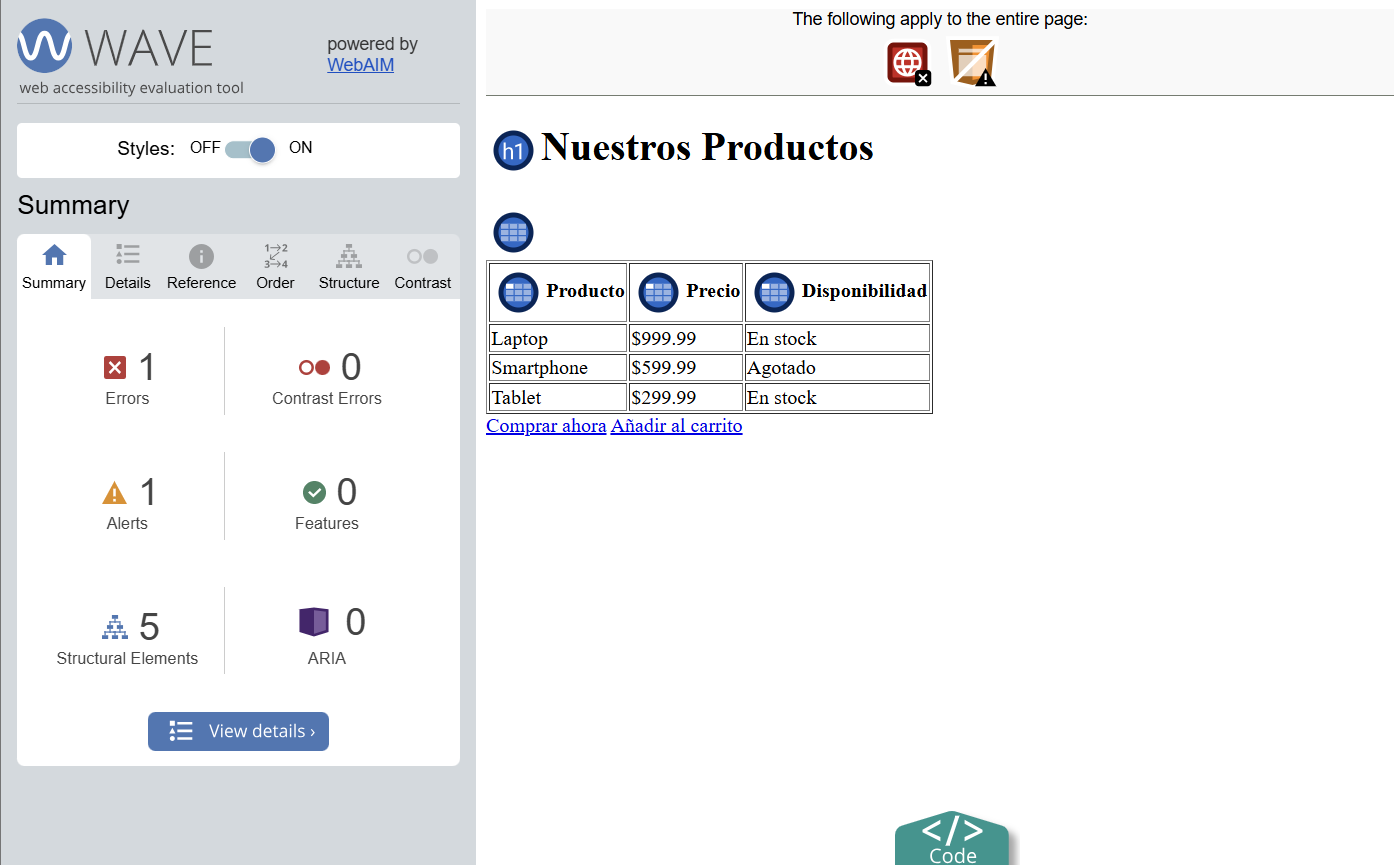 WAVE
powered by
WebAIM
web accessibility evaluation tool
Styles: OFF ON
Summary
Summary Details Reference Order Structure Contrast
1 Errors
0 Contrast Errors
1 Alerts
0 Features
5 Structural Elements
0 ARIA
View details ›
The following apply to the entire page:
h1 Nuestros Productos
Producto Precio Disponibilidad
Laptop $999.99 En stock
Smartphone $599.99 Agotado
Tablet $299.99 En stock
Comprar ahora Añadir al carrito
</>
Code